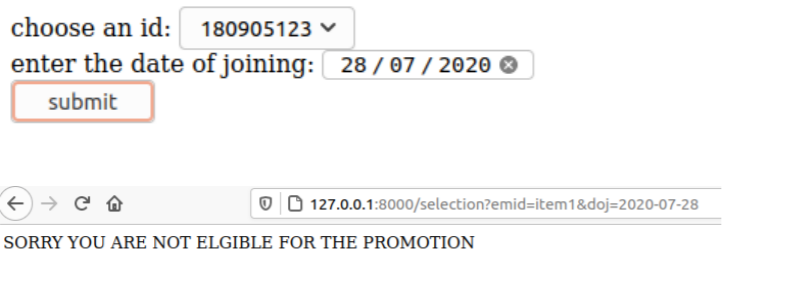 choose an id: 180905123
enter the date of joining: 28 / 07 / 2020
submit
127.0.0.1:8000/selection?emid=item1&doj=2020-07-28
SORRY YOU ARE NOT ELGIBLE FOR THE PROMOTION